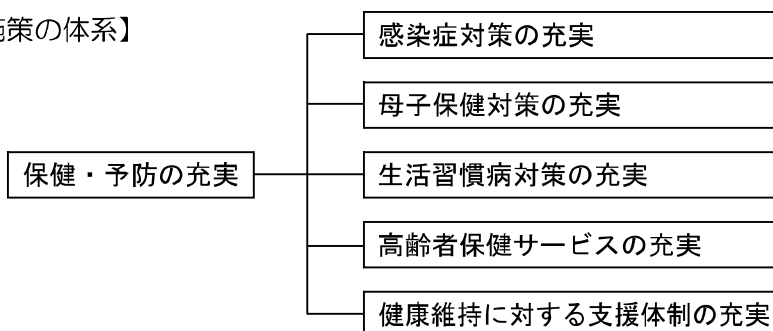 策の体系】
感染症対策の充実
母子保健対策の充実
保健・予防の充実
生活習慣病対策の充実
高齢者保健サービスの充実
健康維持に対する支援体制の充実